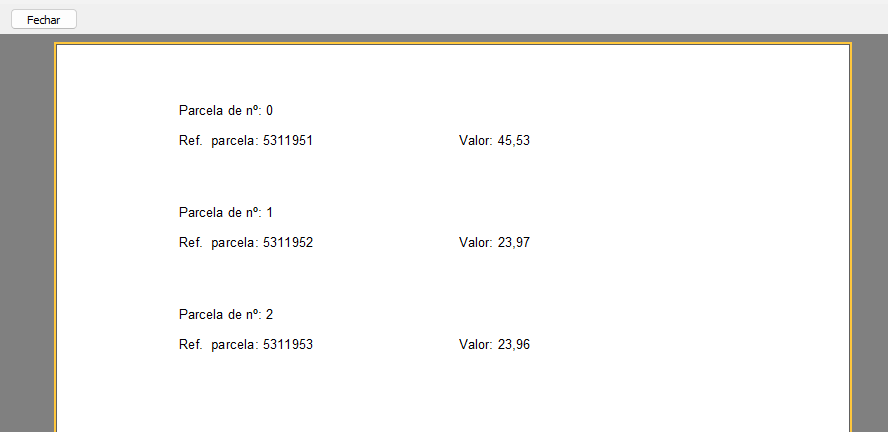 Fechar
Parcela de nº: 0
Ref.  parcela: 5311951 Valor: 45,53
Parcela de nº: 1
Ref.  parcela: 5311952 Valor: 23,97
Parcela de nº: 2
Ref.  parcela: 5311953 Valor: 23,96